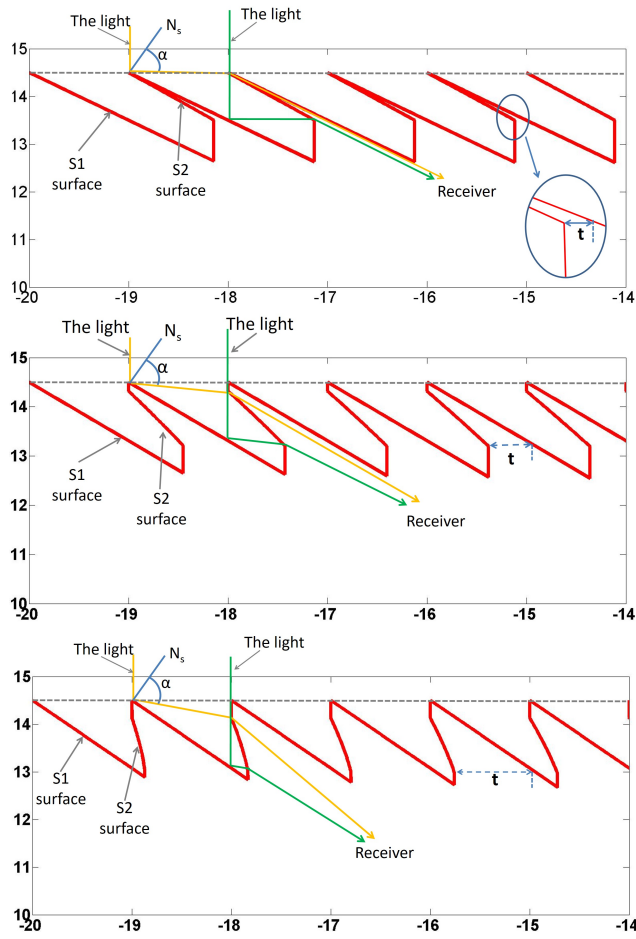 The light
Nₛ
The light
α
15
14
13
12
11
10
S1
surface
S2
surface
Receiver
t
-20 -19 -18 -17 -16 -15 -14
The light
Nₛ
The light
α
15
14
13
12
11
10
S1
surface
S2
surface
t
Receiver
-20 -19 -18 -17 -16 -15 -14
The light
Nₛ
The light
α
15
14
13
12
11
10
S1
surface
S2
surface
t
Receiver
-20 -19 -18 -17 -16 -15 -14